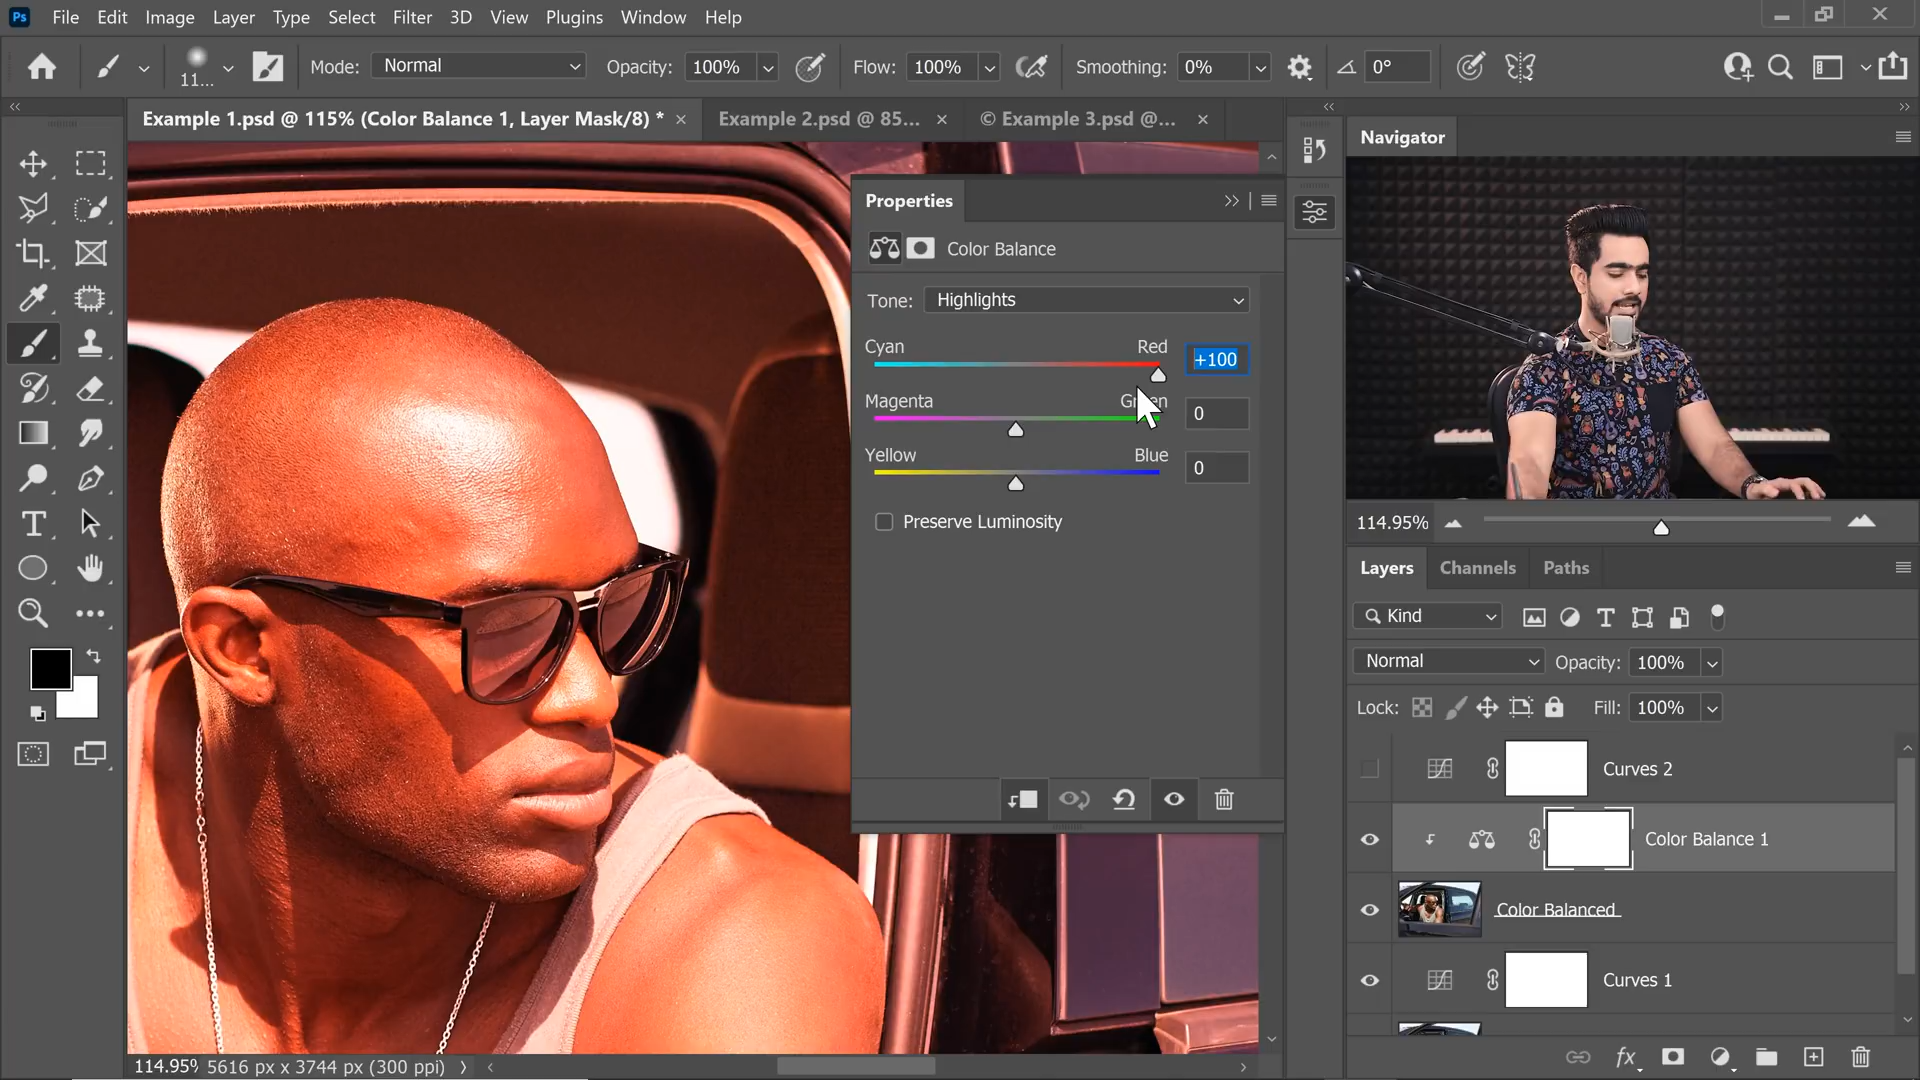 Ps File Edit Image Layer Type Select Filter 3D View Plugins Window Help
11... Mode: Normal Opacity: 100% Flow: 100% Smoothing: 0% 0°
Example 1.psd @ 115% (Color Balance 1, Layer Mask/8) * Example 2.psd @ 85... © Example 3.psd @...
Navigator
Properties
Color Balance
Tone: Highlights
Cyan Red +100
Magenta Green 0
Yellow Blue 0
Preserve Luminosity
114.95%
Layers Channels Paths
Kind
Normal Opacity: 100%
Lock: Fill: 100%
Curves 2
Color Balance 1
Color Balanced
Curves 1
fx
114.95% 5616 px x 3744 px (300 ppi)